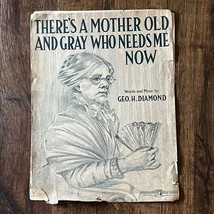 THERE'S A MOTHER OLD
AND GRAY WHO NEEDS ME
NOW
Words and Music by
GEO. H. DIAMOND